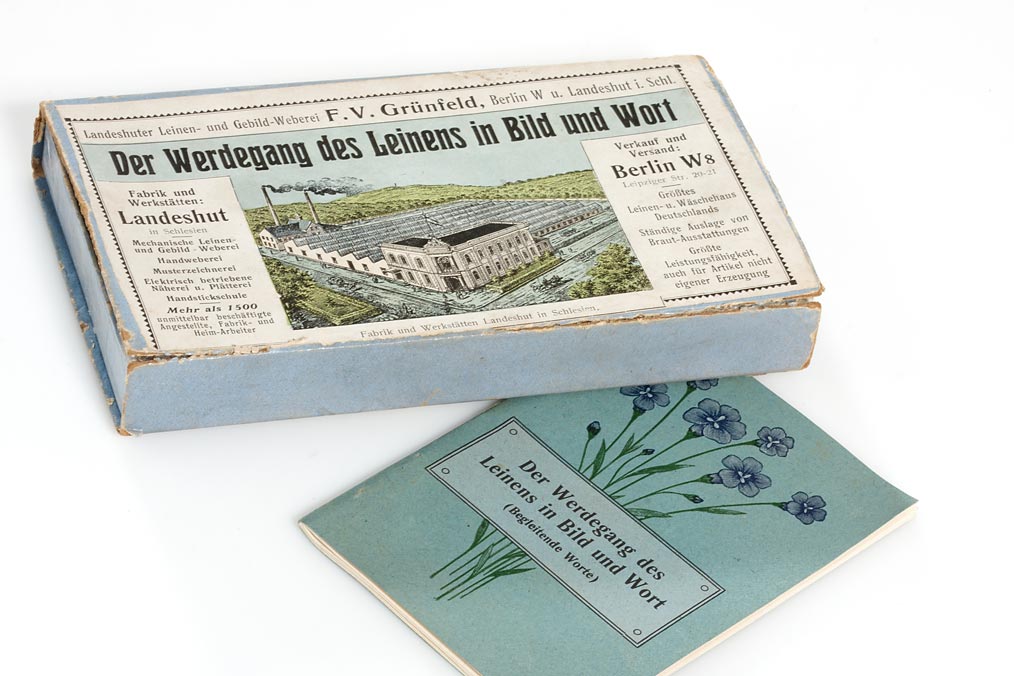 Landeshuter Leinen- und Gebild-Weberei F. V. Grünfeld, Berlin W u. Landeshut i. Schl.
Der Werdegang des Leinens in Bild und Wort
Fabrik und
Werkstätten:
Landeshut
in Schlesien
Mechanische Leinen-
und Gebild-Weberei
Handweberei
Musterzeichnerei
Elektrisch betriebene
Näherei u. Plätterei
Handstickschule
Mehr als 1500
unmittelbar beschäftigte
Angestellte, Fabrik- und
Heim-Arbeiter
Verkauf und
Versand:
Berlin W8
Leipziger Str. 20-21
Größtes
Leinen- u. Wäschehaus
Deutschlands
Ständige Auslage von
Braut-Ausstattungen
Größte
Leistungsfähigkeit,
auch für Artikel nicht
eigener Erzeugung
Fabrik und Werkstätten Landeshut in Schlesien.
Der Werdegang des
Leinens in Bild und Wort
(Begleitende Worte)